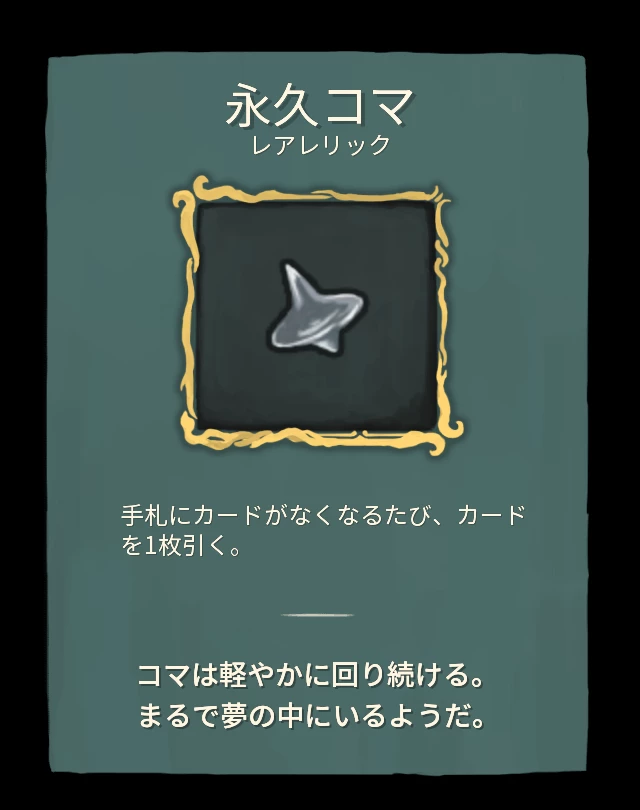 永久コマ
レアレリック
手札にカードがなくなるたび、カード
を1枚引く。
コマは軽やかに回り続ける。
まるで夢の中にいるようだ。